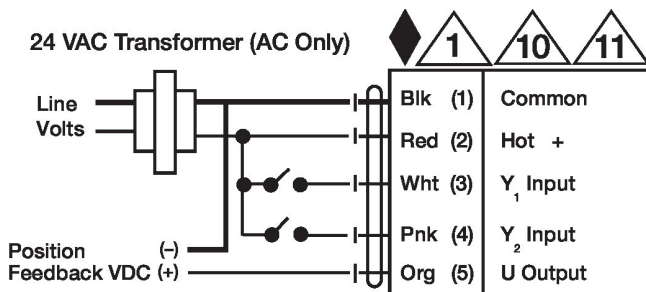 24 VAC Transformer (AC Only)
1
10
11
Line
Volts
Blk (1) Common
Red (2) Hot +
Wht (3) Y1 Input
Pnk (4) Y2 Input
Position (–)
Feedback VDC (+)
Org (5) U Output